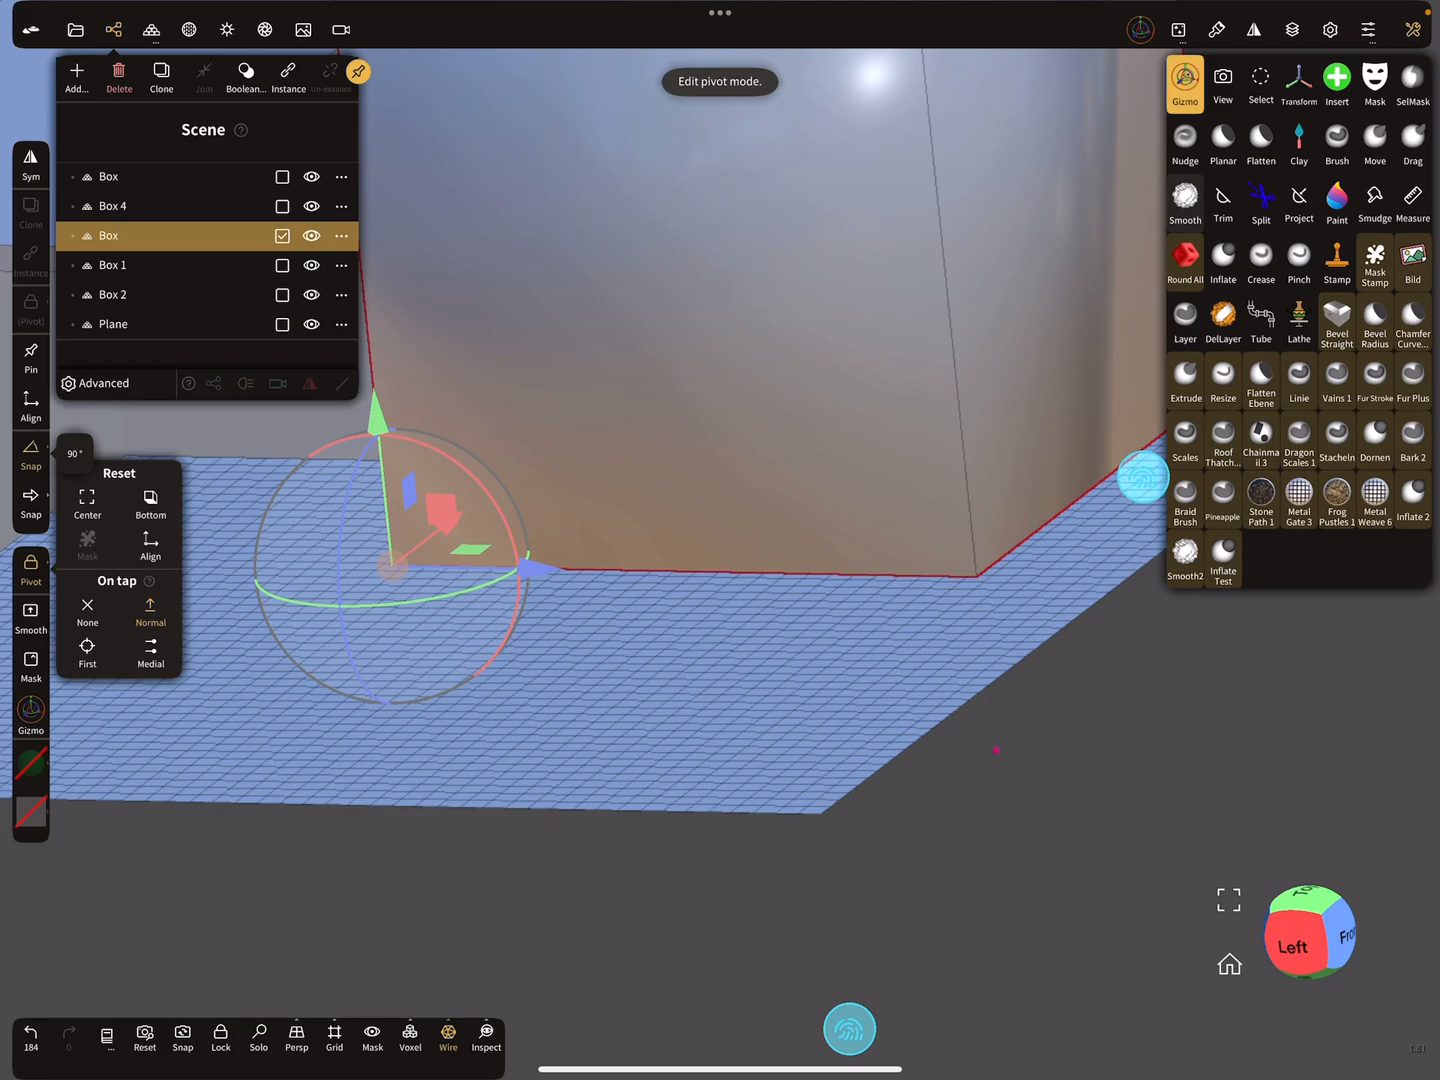 Edit pivot mode.
Add...
Delete
Clone
Join
Boolean...
Instance
Un-instance
Scene
Box
Box 4
Box
Box 1
Box 2
Plane
Advanced
Sym
Clone
Instance
(Pivot)
Pin
Align
Snap
Snap
Pivot
Smooth
Mask
Gizmo
90°
Reset
Center
Bottom
Mask
Align
On tap
None
Normal
First
Medial
Gizmo
View
Select
Transform
Insert
Mask
SelMask
Nudge
Planar
Flatten
Clay
Brush
Move
Drag
Smooth
Trim
Split
Project
Paint
Smudge
Measure
Round All
Inflate
Crease
Pinch
Stamp
Mask Stamp
Bild
Layer
DelLayer
Tube
Lathe
Bevel Straight
Bevel Radius
Chamfer Curve...
Extrude
Resize
Flatten Ebene
Linie
Vains 1
Fur Stroke
Fur Plus
Scales
Roof Thatch...
Chainmail 3
Dragon Scales 1
Stacheln
Dornen
Bark 2
Braid Brush
Pineapple
Stone Path 1
Metal Gate 3
Frog Pustles 1
Metal Weave 6
Inflate 2
Smooth2
Inflate Test
Left
184
0
Reset
Snap
Lock
Solo
Persp
Grid
Mask
Voxel
Wire
Inspect
1.81